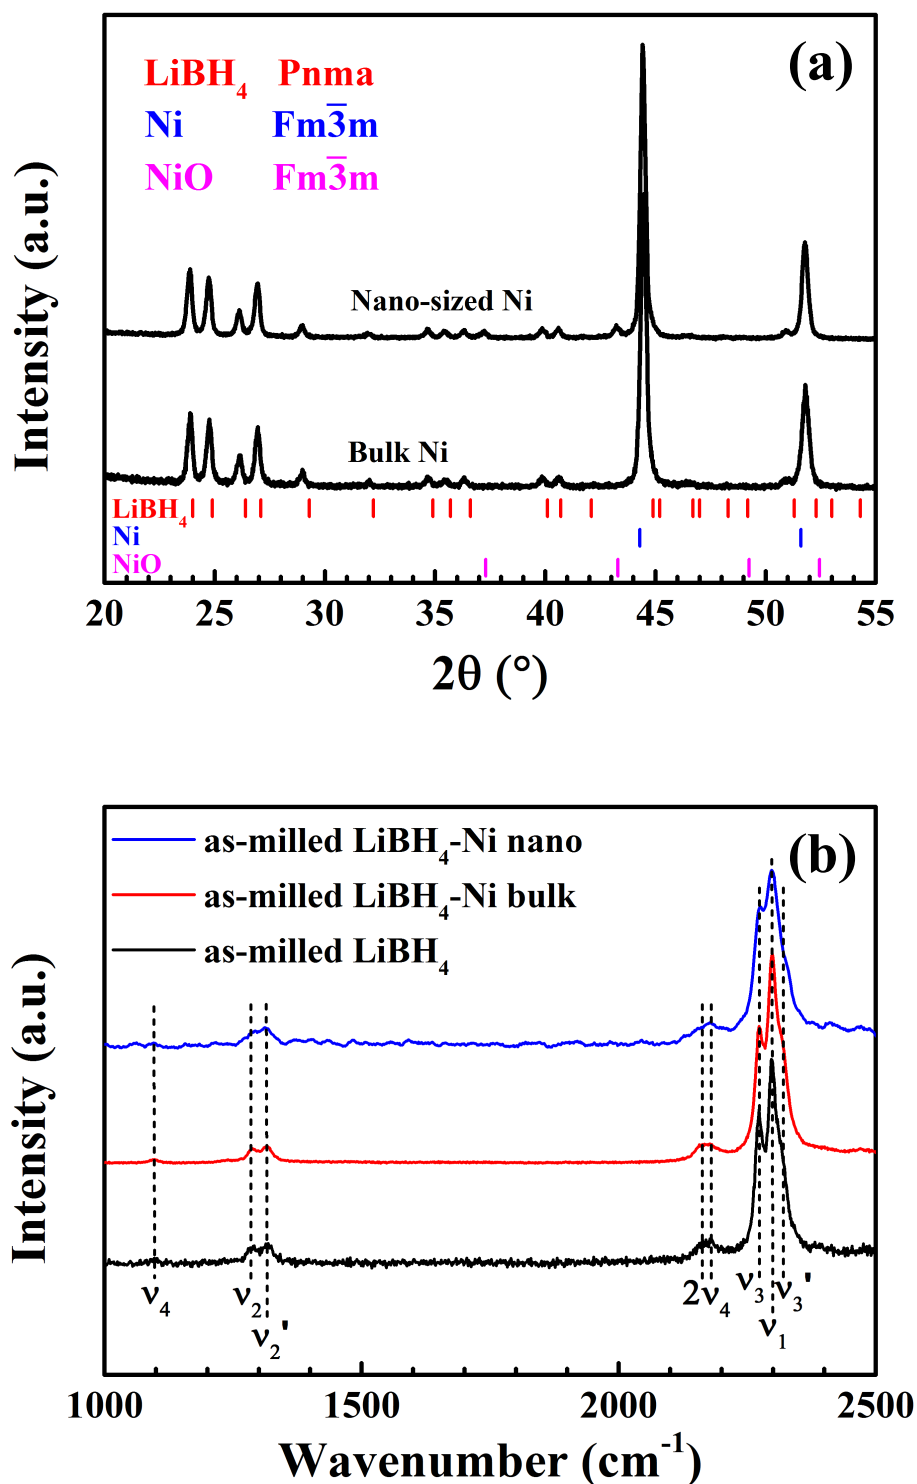 (a)
LiBH₄ Pnma
Ni Fm3̅m
NiO Fm3̅m
Nano-sized Ni
Bulk Ni
LiBH₄
Ni
NiO
20 25 30 35 40 45 50 55
2θ (°)
Intensity (a.u.)
(b)
as-milled LiBH₄-Ni nano
as-milled LiBH₄-Ni bulk
as-milled LiBH₄
ν₄ ν₂ ν₂' 2ν₄ ν₃ ν₁ ν₃'
1000 1500 2000 2500
Wavenumber (cm⁻¹)
Intensity (a.u.)